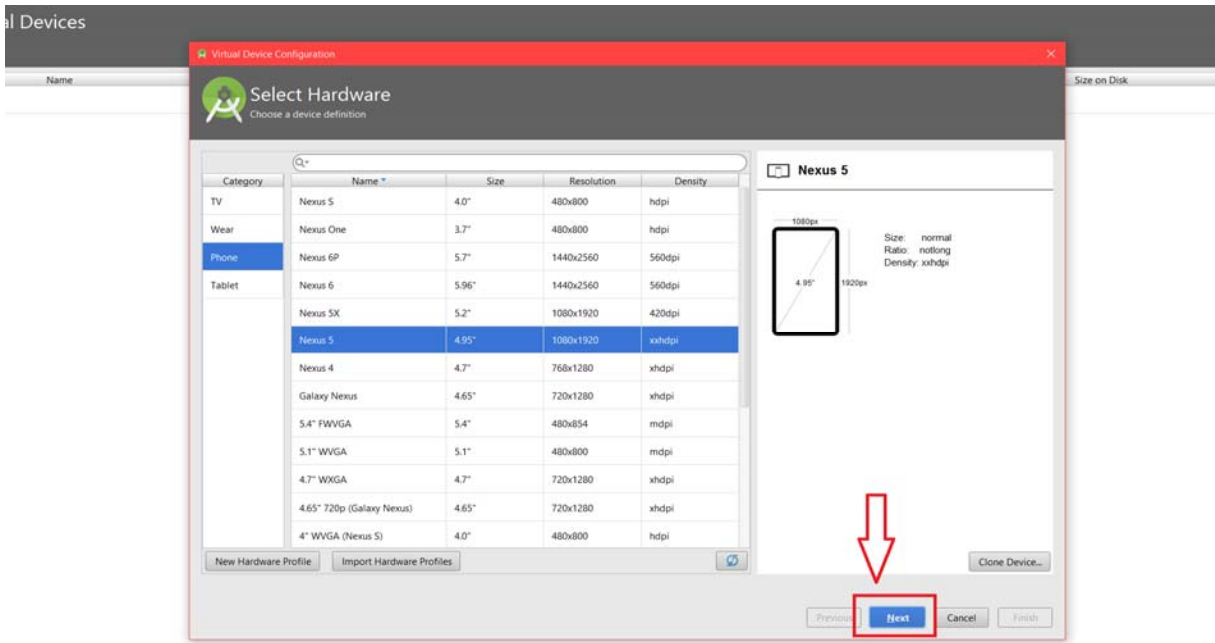 al Devices
Virtual Device Configuration
Name
Size on Disk
Select Hardware
Choose a device definition
Category
Name Size Resolution Density
TV
Wear
Phone
Tablet
Nexus S 4.0" 480x800 hdpi
Nexus One 3.7" 480x800 hdpi
Nexus 6P 5.7" 1440x2560 560dpi
Nexus 6 5.96" 1440x2560 560dpi
Nexus 5X 5.2" 1080x1920 420dpi
Nexus 5 4.95" 1080x1920 xxhdpi
Nexus 4 4.7" 768x1280 xhdpi
Galaxy Nexus 4.65" 720x1280 xhdpi
5.4" FWVGA 5.4" 480x854 mdpi
5.1" WVGA 5.1" 480x800 mdpi
4.7" WXGA 4.7" 720x1280 xhdpi
4.65" 720p (Galaxy Nexus) 4.65" 720x1280 xhdpi
4" WVGA (Nexus S) 4.0" 480x800 hdpi
New Hardware Profile Import Hardware Profiles
Nexus 5
1080px
4.95" 1920px
Size: normal
Ratio: notlong
Density: xxhdpi
Clone Device...
Previous Next Cancel Finish